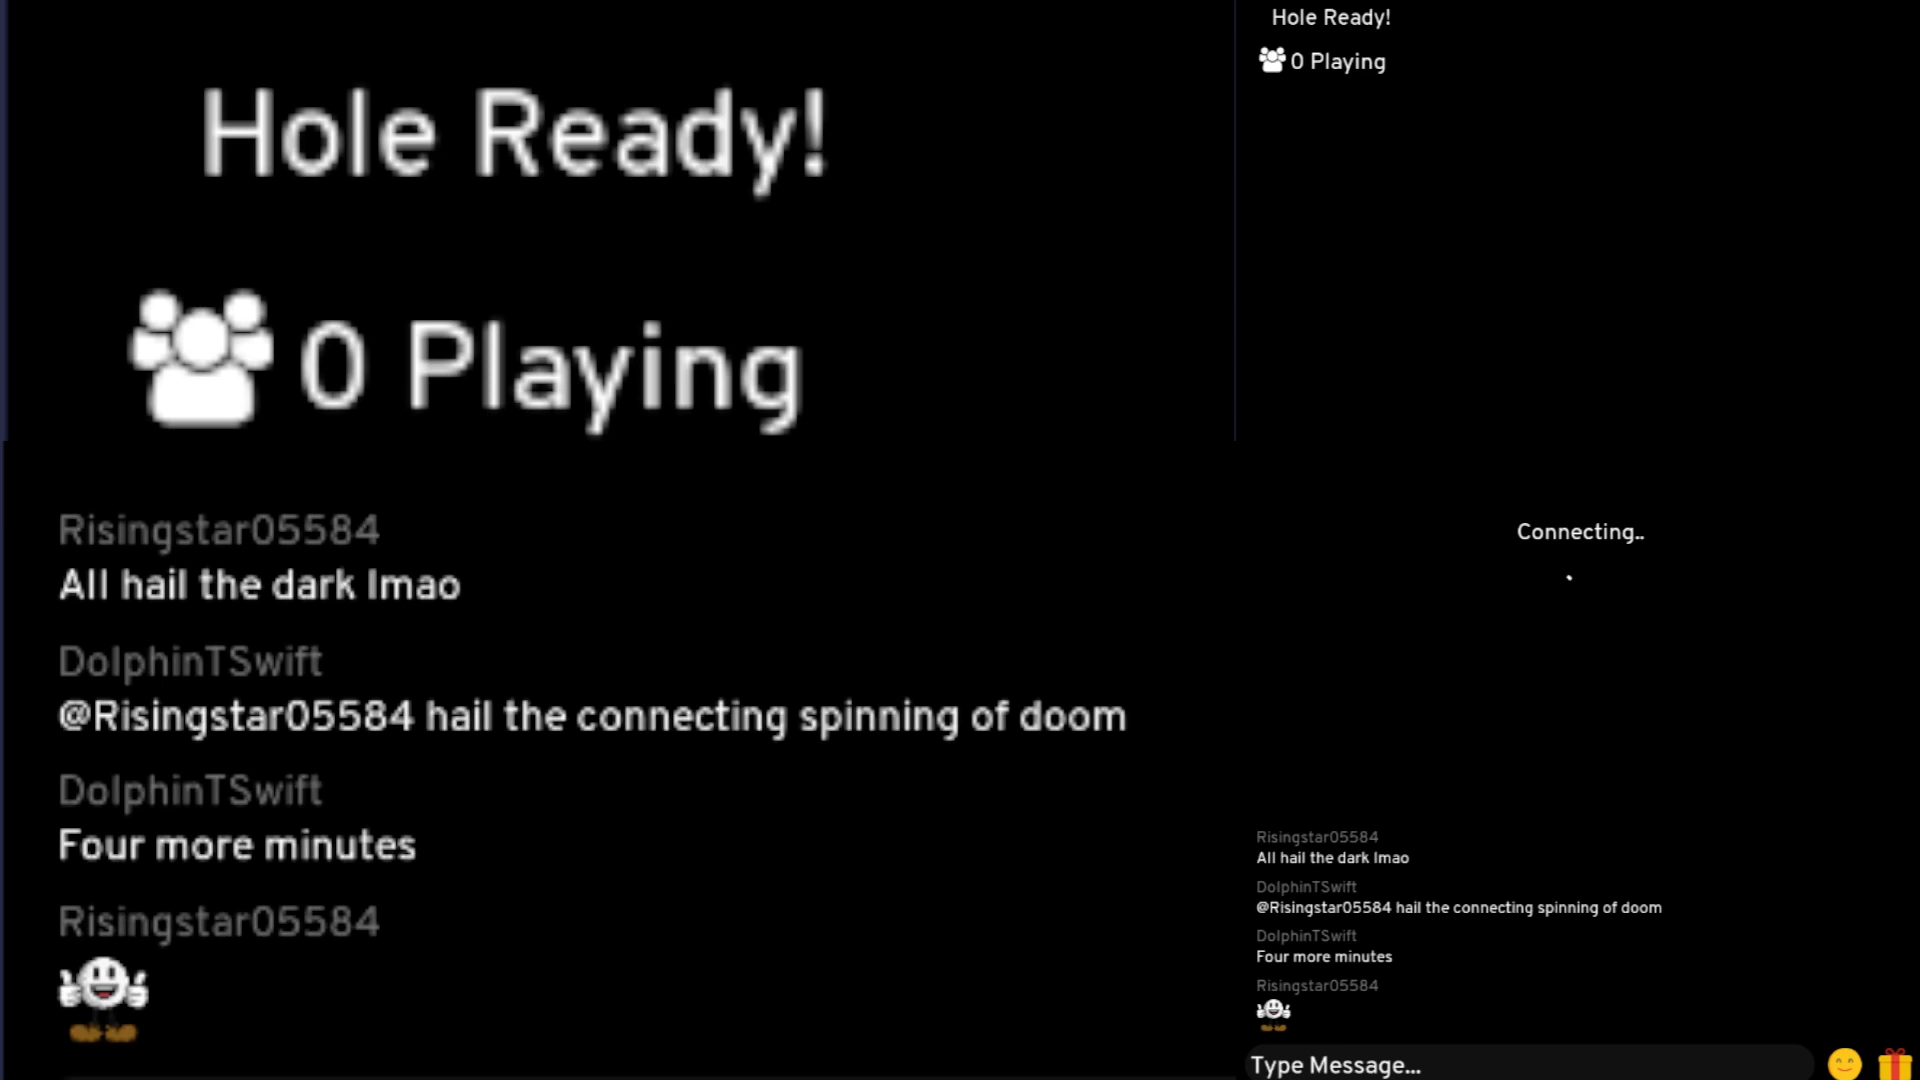 Hole Ready!
0 Playing
Risingstar05584
All hail the dark lmao
DolphinTSwift
@Risingstar05584 hail the connecting spinning of doom
DolphinTSwift
Four more minutes
Risingstar05584
Hole Ready!
0 Playing
Connecting..
Risingstar05584
All hail the dark lmao
DolphinTSwift
@Risingstar05584 hail the connecting spinning of doom
DolphinTSwift
Four more minutes
Risingstar05584
Type Message...